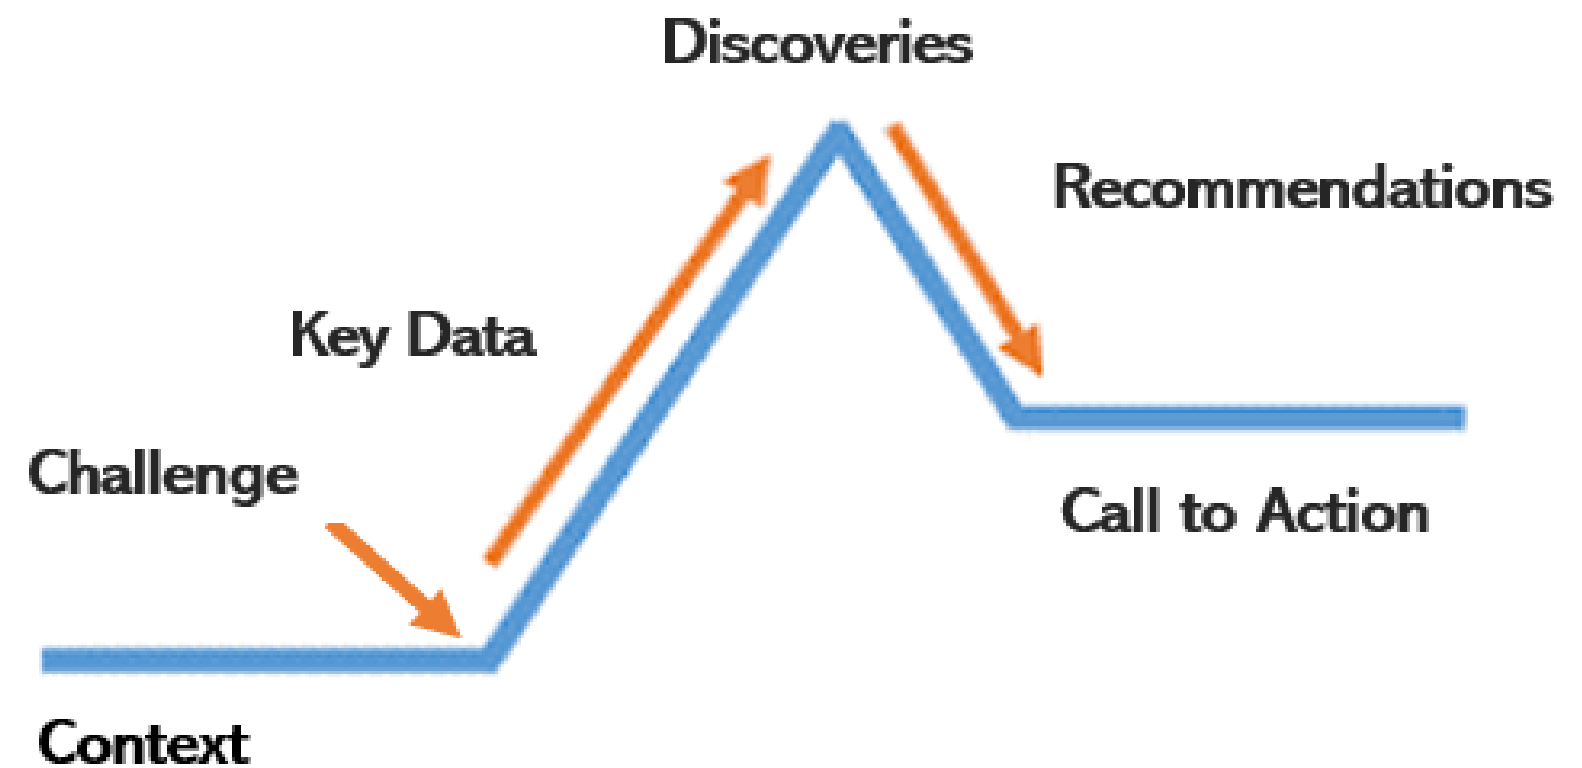 Discoveries
Recommendations
Key Data
Challenge
Call to Action
Context